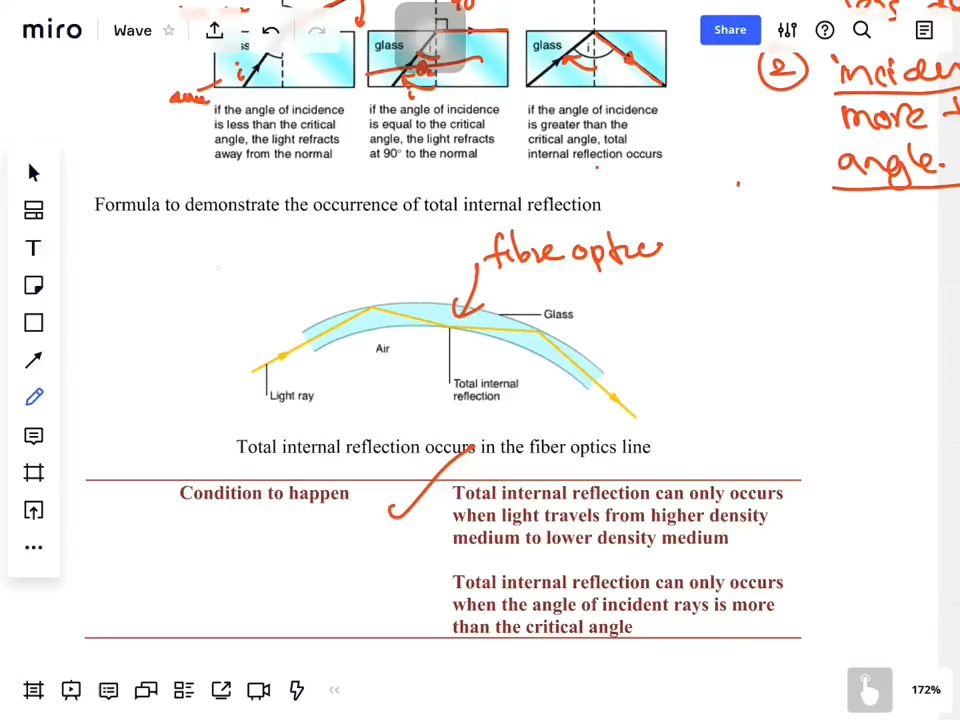 miro
Wave
Share
90
long
glass
glass
i
i
if the angle of incidence
is less than the critical
angle, the light refracts
away from the normal
if the angle of incidence
is equal to the critical
angle, the light refracts
at 90° to the normal
if the angle of incidence
is greater than the
critical angle, total
internal reflection occurs
2
inciden
more
angle.
Formula to demonstrate the occurrence of total internal reflection
fibre optics
Glass
Air
Light ray
Total internal
reflection
Total internal reflection occurs in the fiber optics line
Condition to happen
Total internal reflection can only occurs
when light travels from higher density
medium to lower density medium
Total internal reflection can only occurs
when the angle of incident rays is more
than the critical angle
172%